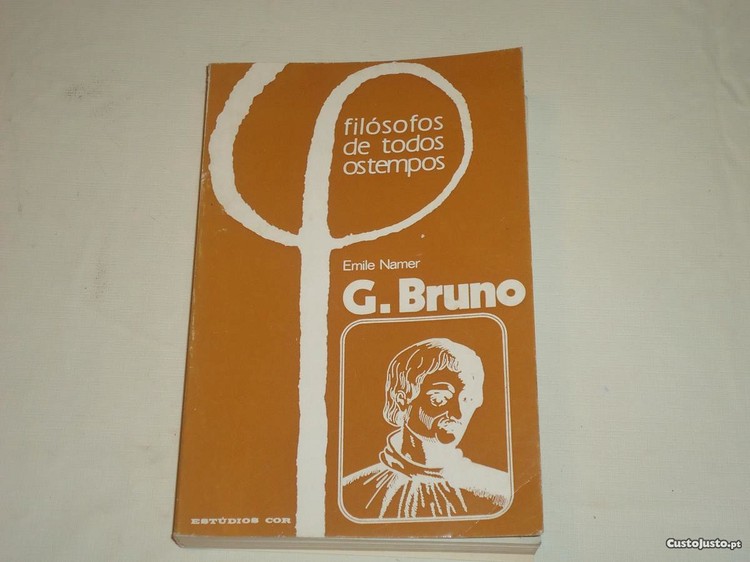 filósofos
de todos
ostempos
Emile Namer
G. Bruno
ESTÚDIOS COR
CustoJusto.pt